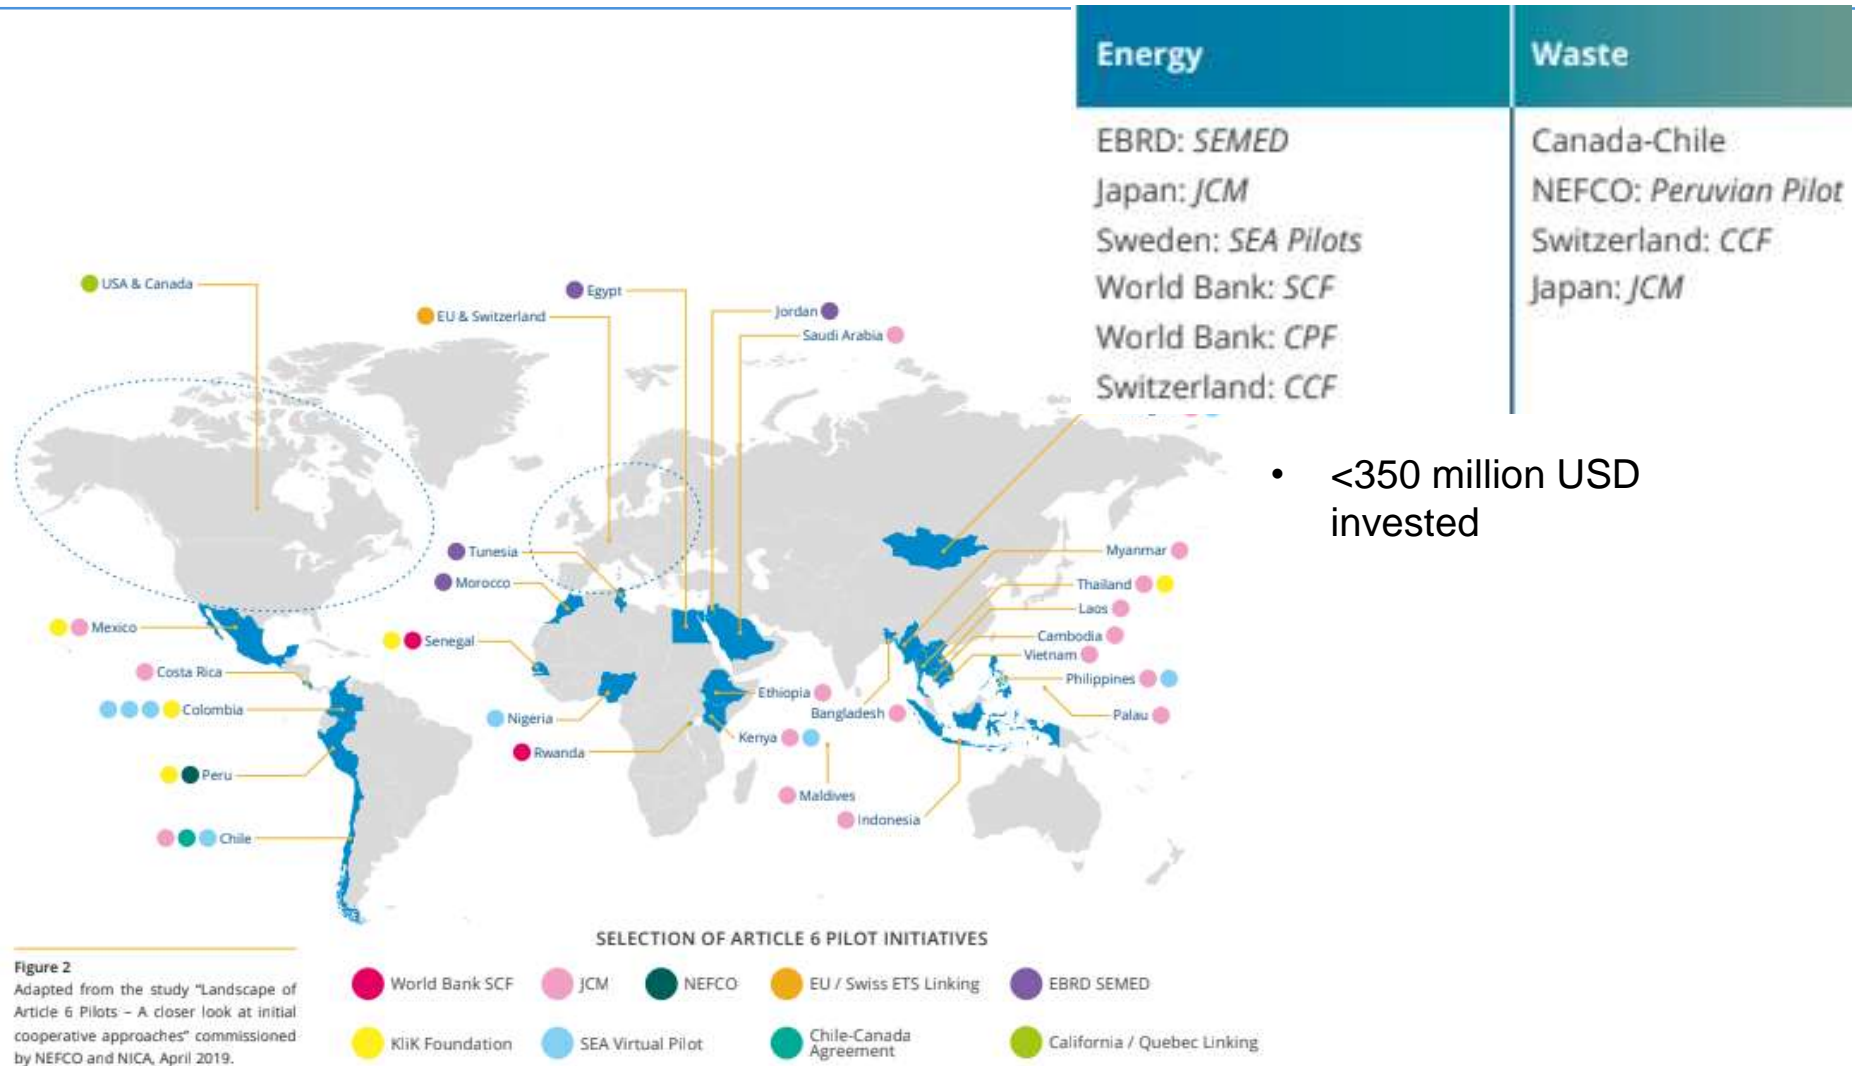 Energy
Waste
EBRD: SEMED
Japan: JCM
Sweden: SEA Pilots
World Bank: SCF
World Bank: CPF
Switzerland: CCF
Canada-Chile
NEFCO: Peruvian Pilot
Switzerland: CCF
Japan: JCM
• <350 million USD
invested
USA & Canada
EU & Switzerland
Egypt
Jordan
Saudi Arabia
Tunesia
Morocco
Mexico
Senegal
Costa Rica
Colombia
Nigeria
Rwanda
Peru
Chile
Ethiopia
Bangladesh
Kenya
Maldives
Indonesia
Myanmar
Thailand
Laos
Cambodia
Vietnam
Philippines
Palau
SELECTION OF ARTICLE 6 PILOT INITIATIVES
World Bank SCF
JCM
NEFCO
EU / Swiss ETS Linking
EBRD SEMED
KliK Foundation
SEA Virtual Pilot
Chile-Canada
Agreement
California / Quebec Linking
Figure 2
Adapted from the study "Landscape of
Article 6 Pilots – A closer look at initial
cooperative approaches" commissioned
by NEFCO and NICA, April 2019.